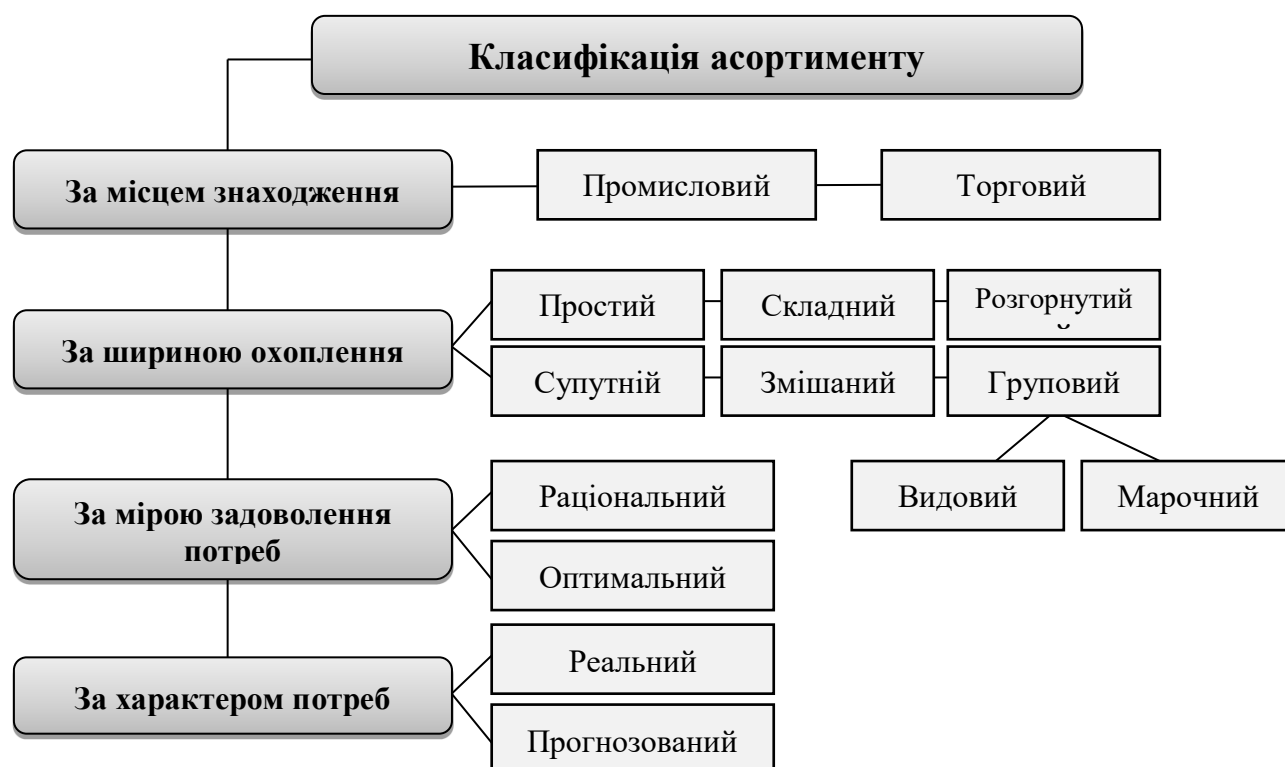 Класифікація асортименту
За місцем знаходження
Промисловий
Торговий
За шириною охоплення
Простий
Складний
Розгорнутий
й
Супутній
Змішаний
Груповий
Видовий
Марочний
За мірою задоволення
потреб
Раціональний
Оптимальний
За характером потреб
Реальний
Прогнозований